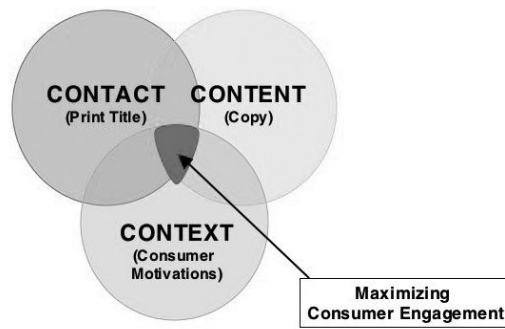 CONTACT
(Print Title)
CONTENT
(Copy)
CONTEXT
(Consumer
Motivations)
Maximizing
Consumer Engagement